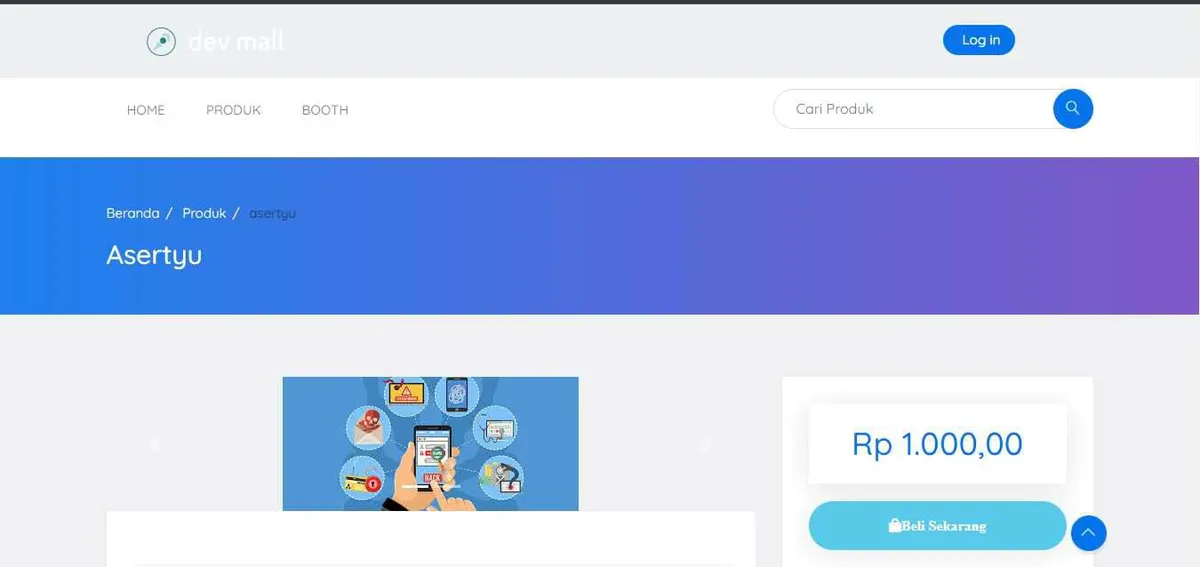 dev mall
Log in
HOME PRODUK BOOTH
Cari Produk
Beranda / Produk / asertyu
Asertyu
HACK
Rp 1.000,00
Beli Sekarang